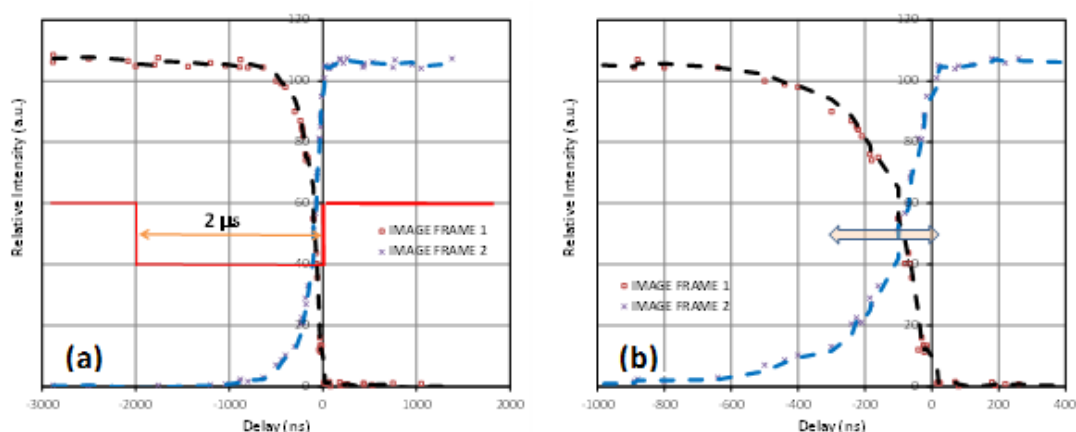 120
100
80
60
40
20
0
Relative Intensity (a.u.)
2 µs
IMAGE FRAME 1
IMAGE FRAME 2
(a)
-3000 -2000 -1000 0 1000 2000
Delay (ns)
120
100
80
60
40
20
0
Relative Intensity (a.u.)
IMAGE FRAME 1
IMAGE FRAME 2
(b)
-1000 -800 -600 -400 -200 0 200 400
Delay (ns)